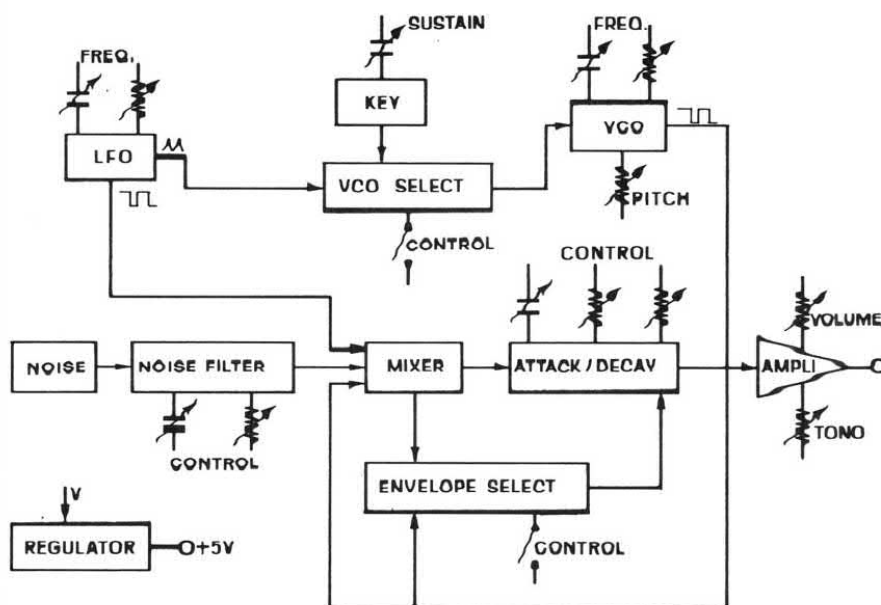 SUSTAIN
FREQ.
FREQ.
KEY
VCO
LFO
VCO SELECT
PITCH
CONTROL
CONTROL
VOLUME
NOISE
NOISE FILTER
MIXER
ATTACK/DECAY
AMPLI
TONO
CONTROL
ENVELOPE SELECT
V
REGULATOR
+5V
CONTROL